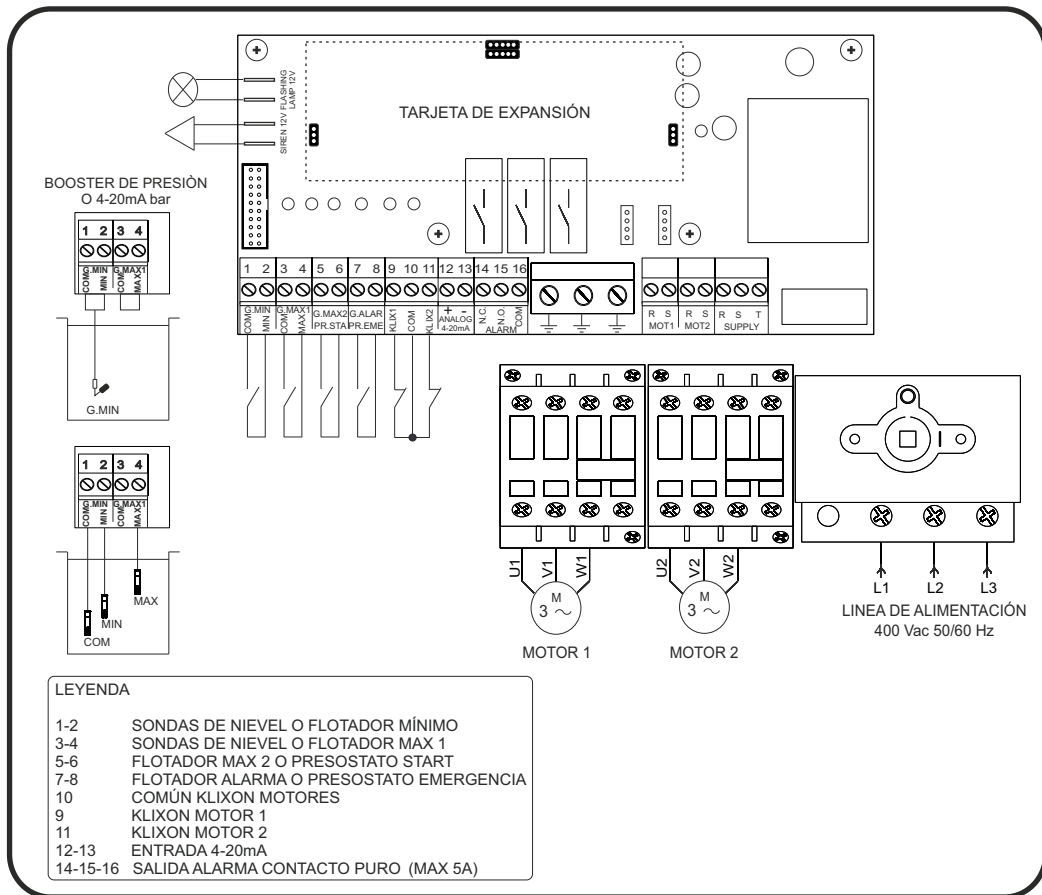 FLASHING
LAMP 12V
SIREN 12V
TARJETA DE EXPANSIÓN
BOOSTER DE PRESIÒN
O 4-20mA bar
1 2 3 4
COM
G.MIN
MIN
G.MAX1
COM
MAX1
G.MIN
1 2 3 4
COM
G.MIN
MIN
G.MAX1
COM
MAX1
MAX
MIN
COM
1 2 3 4 5 6 7 8 9 10 11 12 13 14 15 16
COM
G.MIN
MIN
G.MAX1
COM
MAX1
G.MAX2
PR.STA
G.ALAR
PR.EME
KLIX1
COM
KLIX2
+ -
ANALOG
4-20mA
N.C.
N.O.
COM
ALARM
R S R S R S T
MOT1 MOT2 SUPPLY
U1 V1 W1
M
3 ~
MOTOR 1
U2 V2 W2
M
3 ~
MOTOR 2
L1 L2 L3
LINEA DE ALIMENTACIÓN
400 Vac 50/60 Hz
LEYENDA
1-2 SONDAS DE NIEVEL O FLOTADOR MÍNIMO
3-4 SONDAS DE NIEVEL O FLOTADOR MAX 1
5-6 FLOTADOR MAX 2 O PRESOSTATO START
7-8 FLOTADOR ALARMA O PRESOSTATO EMERGENCIA
10 COMÚN KLIXON MOTORES
9 KLIXON MOTOR 1
11 KLIXON MOTOR 2
12-13 ENTRADA 4-20mA
14-15-16 SALIDA ALARMA CONTACTO PURO (MAX 5A)